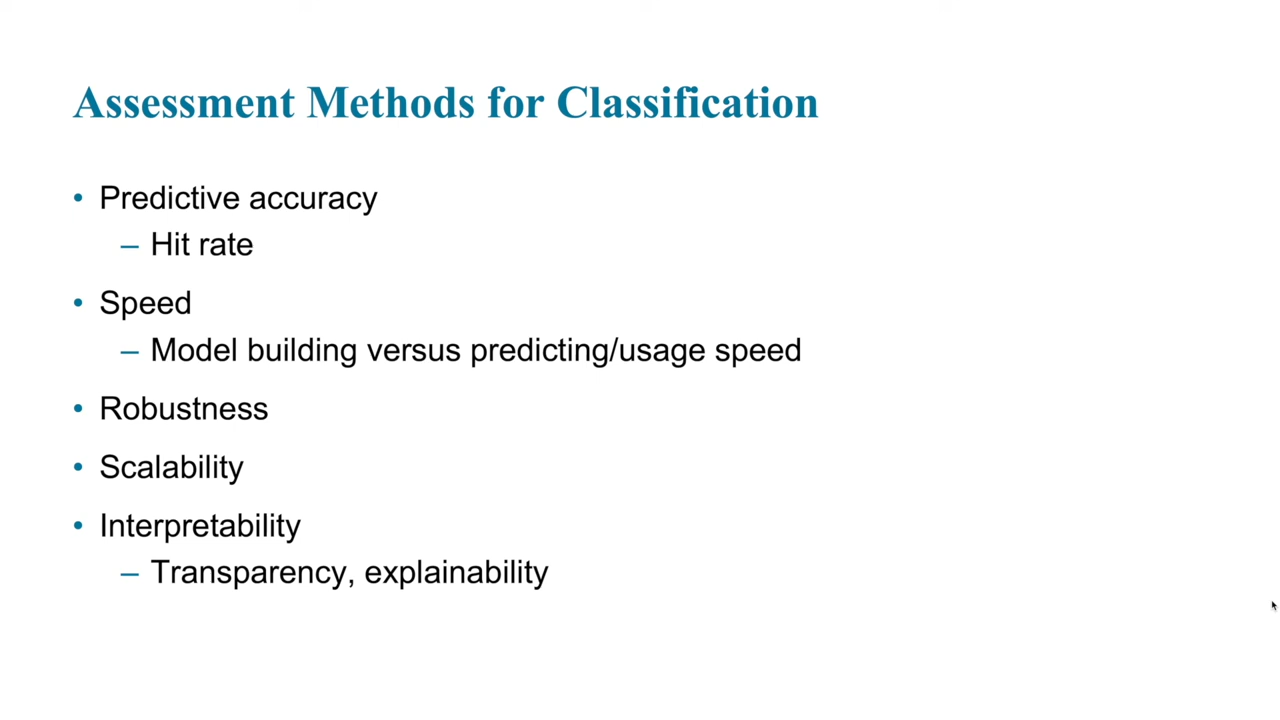 Assessment Methods for Classification
• Predictive accuracy
– Hit rate
• Speed
– Model building versus predicting/usage speed
• Robustness
• Scalability
• Interpretability
– Transparency, explainability